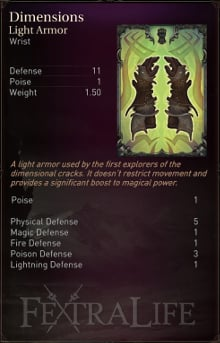 Dimensions
Light Armor
Wrist
Defense 11
Poise 1
Weight 1.50
A light armor used by the first explorers of the
dimensional cracks. It doesn't restrict movement and
provides a significant boost to magical power.
Poise 1
Physical Defense 5
Magic Defense 1
Fire Defense 1
Poison Defense 3
Lightning Defense 1
FEXTRALIFE